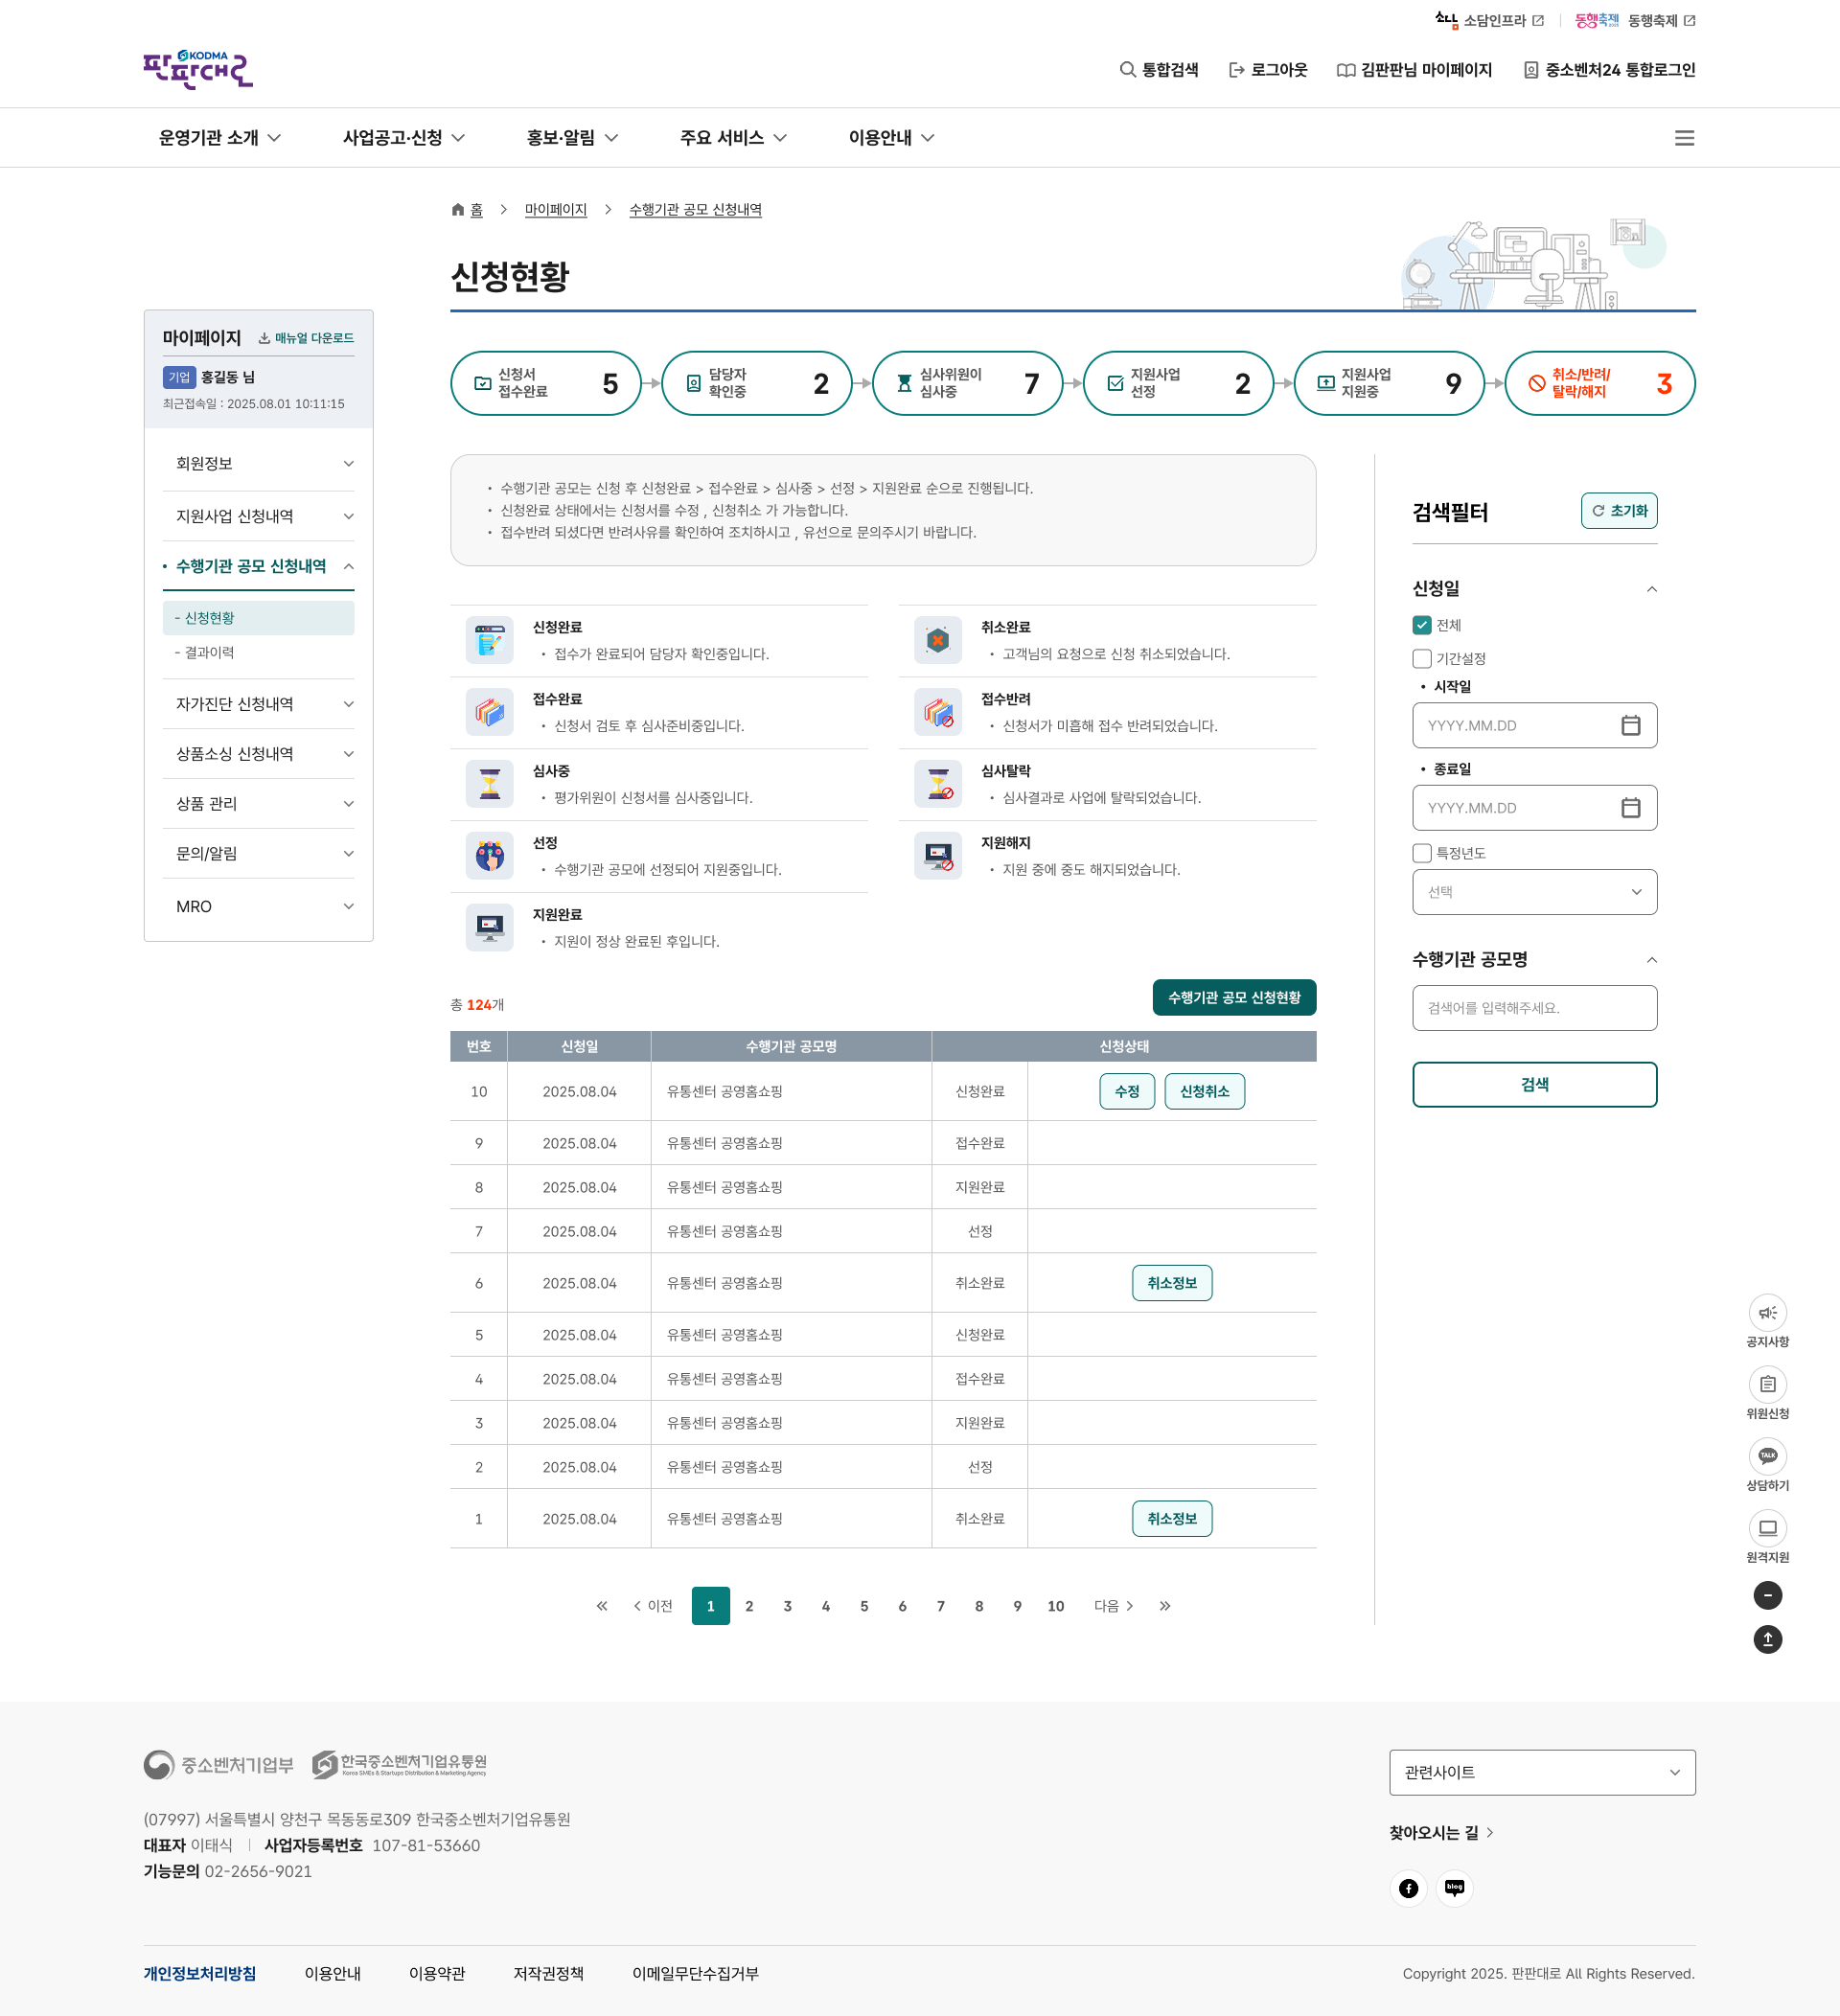 소담인프라
동행축제 동행축제
KODMA
판판대로
통합검색
로그아웃
김판판님 마이페이지
중소벤처24 통합로그인
운영기관 소개
사업공고·신청
홍보·알림
주요 서비스
이용안내
홈 마이페이지 수행기관 공모 신청내역
신청현황
마이페이지 매뉴얼 다운로드
기업 홍길동 님
최근접속일 : 2025.08.01 10:11:15
회원정보
지원사업 신청내역
• 수행기관 공모 신청내역
- 신청현황
- 결과이력
자가진단 신청내역
상품소싱 신청내역
상품 관리
문의/알림
MRO
신청서
접수완료
5
담당자
확인중
2
심사위원이
심사중
7
지원사업
선정
2
지원사업
지원중
9
취소/반려/
탈락/해지
3
• 수행기관 공모는 신청 후 신청완료 > 접수완료 > 심사중 > 선정 > 지원완료 순으로 진행됩니다.
• 신청완료 상태에서는 신청서를 수정 , 신청취소 가 가능합니다.
• 접수반려 되셨다면 반려사유를 확인하여 조치하시고 , 유선으로 문의주시기 바랍니다.
신청완료
• 접수가 완료되어 담당자 확인중입니다.
취소완료
• 고객님의 요청으로 신청 취소되었습니다.
접수완료
• 신청서 검토 후 심사준비중입니다.
접수반려
• 신청서가 미흡해 접수 반려되었습니다.
심사중
• 평가위원이 신청서를 심사중입니다.
심사탈락
• 심사결과로 사업에 탈락되었습니다.
선정
• 수행기관 공모에 선정되어 지원중입니다.
지원해지
• 지원 중에 중도 해지되었습니다.
지원완료
• 지원이 정상 완료된 후입니다.
총 124개
수행기관 공모 신청현황
번호 신청일 수행기관 공모명 신청상태
10 2025.08.04 유통센터 공영홈쇼핑 신청완료 수정 신청취소
9 2025.08.04 유통센터 공영홈쇼핑 접수완료
8 2025.08.04 유통센터 공영홈쇼핑 지원완료
7 2025.08.04 유통센터 공영홈쇼핑 선정
6 2025.08.04 유통센터 공영홈쇼핑 취소완료 취소정보
5 2025.08.04 유통센터 공영홈쇼핑 신청완료
4 2025.08.04 유통센터 공영홈쇼핑 접수완료
3 2025.08.04 유통센터 공영홈쇼핑 지원완료
2 2025.08.04 유통센터 공영홈쇼핑 선정
1 2025.08.04 유통센터 공영홈쇼핑 취소완료 취소정보
이전 1 2 3 4 5 6 7 8 9 10 다음
검색필터 초기화
신청일
전체
기간설정
• 시작일
YYYY.MM.DD
• 종료일
YYYY.MM.DD
특정년도
선택
수행기관 공모명
검색어를 입력해주세요.
검색
공지사항
위원신청
TALK
상담하기
원격지원
중소벤처기업부
한국중소벤처기업유통원
Korea SMEs & Startups Distribution & Marketing Agency
(07997) 서울특별시 양천구 목동동로309 한국중소벤처기업유통원
대표자 이태식 사업자등록번호 107-81-53660
기능문의 02-2656-9021
관련사이트
찾아오시는 길
blog
개인정보처리방침 이용안내 이용약관 저작권정책 이메일무단수집거부
Copyright 2025. 판판대로 All Rights Reserved.